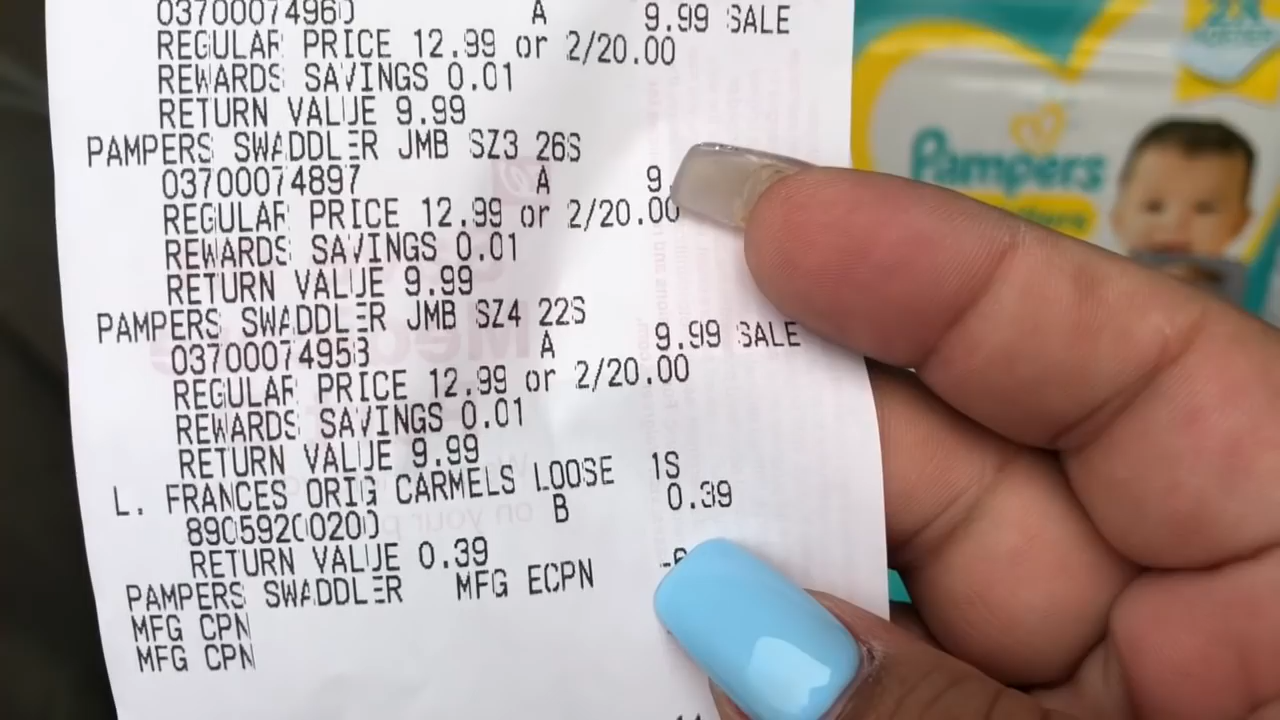 03700074960 A 9.99 SALE
REGULAR PRICE 12.99 or 2/20.00
REWARDS SAVINGS 0.01
RETURN VALUE 9.99
PAMPERS SWADDLER JMB SZ3 26S
03700074897 A 9.
REGULAR PRICE 12.99 or 2/20.00
REWARDS SAVINGS 0.01
RETURN VALUE 9.99
PAMPERS SWADDLER JMB SZ4 22S
03700074958 A 9.99 SALE
REGULAR PRICE 12.99 or 2/20.00
REWARDS SAVINGS 0.01
RETURN VALUE 9.99
L. FRANCES ORIG CARMELS LOOSE 1S
89059200200 B 0.39
RETURN VALUE 0.39
PAMPERS SWADDLER MFG ECPN
MFG CPN
MFG CPN
Pampers